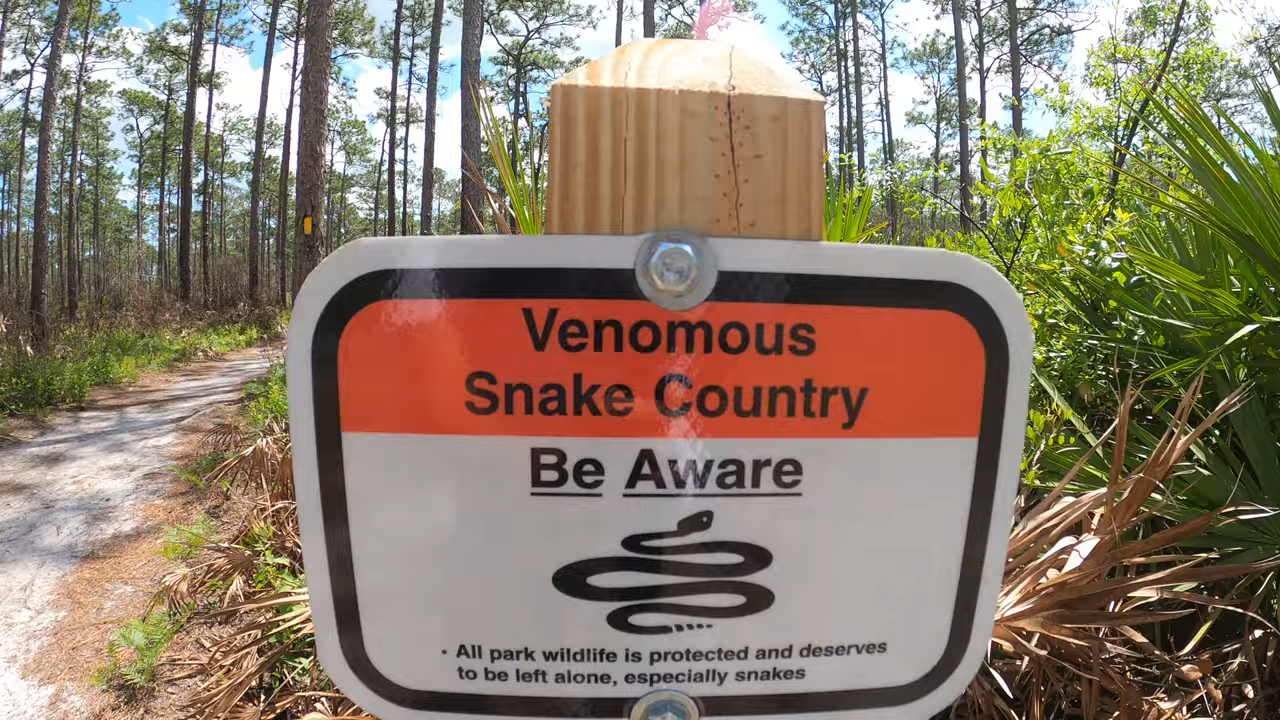 Venomous
Snake Country
Be Aware
• All park wildlife is protected and deserves
to be left alone, especially snakes